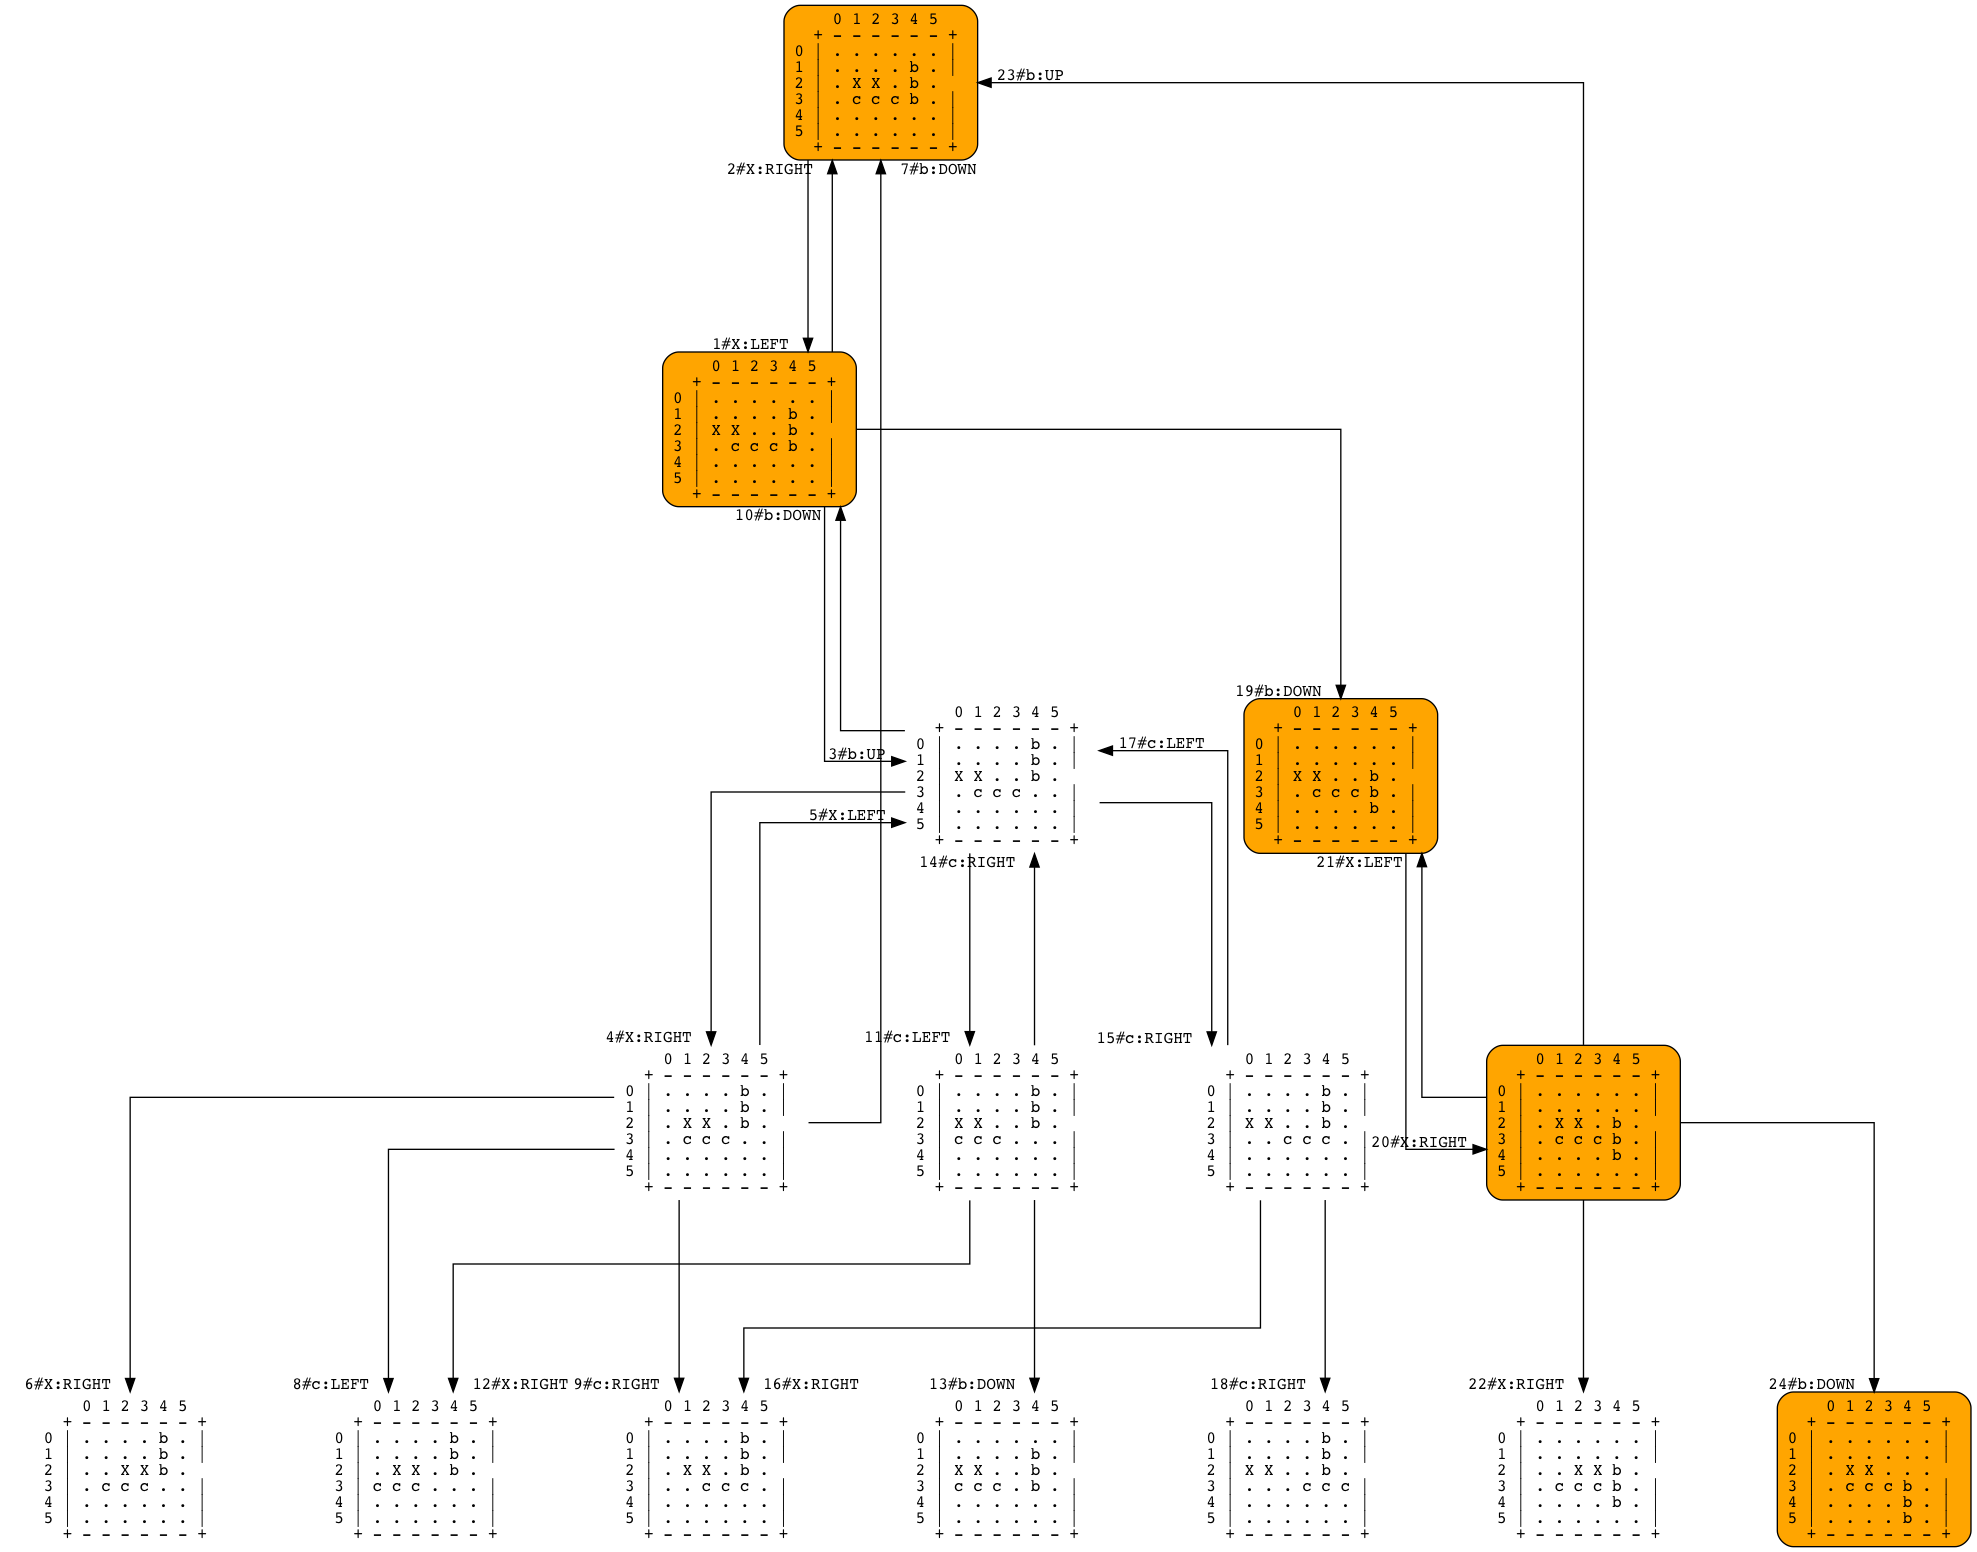 0 1 2 3 4 5
+ - - - - - - +
0 | . . . . . . |
1 | . . . . b . |
2 | . X X . b .
3 | . c c c b . |
4 | . . . . . . |
5 | . . . . . . |
+ - - - - - - +
23#b:UP
2#X:RIGHT
7#b:DOWN
1#X:LEFT
0 1 2 3 4 5
+ - - - - - - +
0 | . . . . . . |
1 | . . . . b . |
2 | X X . . b .
3 | . c c c b . |
4 | . . . . . . |
5 | . . . . . . |
+ - - - - - - +
10#b:DOWN
19#b:DOWN
0 1 2 3 4 5
+ - - - - - - +
0 | . . . . b . |
1 | . . . . b . |
2 | X X . . b .
3 | . c c c . . |
4 | . . . . . . |
5 | . . . . . . |
+ - - - - - - +
3#b:UP
17#c:LEFT
5#X:LEFT
14#c:RIGHT
0 1 2 3 4 5
+ - - - - - - +
0 | . . . . . . |
1 | . . . . . . |
2 | X X . . b .
3 | . c c c b . |
4 | . . . . b . |
5 | . . . . . . |
+ - - - - - - +
21#X:LEFT
4#X:RIGHT
0 1 2 3 4 5
+ - - - - - - +
0 | . . . . b . |
1 | . . . . b . |
2 | . X X . b .
3 | . c c c . . |
4 | . . . . . . |
5 | . . . . . . |
+ - - - - - - +
11#c:LEFT
0 1 2 3 4 5
+ - - - - - - +
0 | . . . . b . |
1 | . . . . b . |
2 | X X . . b .
3 | c c c . . . |
4 | . . . . . . |
5 | . . . . . . |
+ - - - - - - +
15#c:RIGHT
0 1 2 3 4 5
+ - - - - - - +
0 | . . . . b . |
1 | . . . . b . |
2 | X X . . b .
3 | . . c c c . |
4 | . . . . . . |
5 | . . . . . . |
+ - - - - - - +
20#X:RIGHT
0 1 2 3 4 5
+ - - - - - - +
0 | . . . . . . |
1 | . . . . . . |
2 | . X X . b .
3 | . c c c b . |
4 | . . . . b . |
5 | . . . . . . |
+ - - - - - - +
6#X:RIGHT
0 1 2 3 4 5
+ - - - - - - +
0 | . . . . b . |
1 | . . . . b . |
2 | . . X X b .
3 | . c c c . . |
4 | . . . . . . |
5 | . . . . . . |
+ - - - - - - +
8#c:LEFT
12#X:RIGHT
0 1 2 3 4 5
+ - - - - - - +
0 | . . . . b . |
1 | . . . . b . |
2 | . X X . b .
3 | c c c . . . |
4 | . . . . . . |
5 | . . . . . . |
+ - - - - - - +
9#c:RIGHT
16#X:RIGHT
0 1 2 3 4 5
+ - - - - - - +
0 | . . . . b . |
1 | . . . . b . |
2 | . X X . b .
3 | . . c c c . |
4 | . . . . . . |
5 | . . . . . . |
+ - - - - - - +
13#b:DOWN
0 1 2 3 4 5
+ - - - - - - +
0 | . . . . . . |
1 | . . . . b . |
2 | X X . . b .
3 | c c c . b . |
4 | . . . . . . |
5 | . . . . . . |
+ - - - - - - +
18#c:RIGHT
0 1 2 3 4 5
+ - - - - - - +
0 | . . . . b . |
1 | . . . . b . |
2 | X X . . b .
3 | . . . c c c |
4 | . . . . . . |
5 | . . . . . . |
+ - - - - - - +
22#X:RIGHT
0 1 2 3 4 5
+ - - - - - - +
0 | . . . . . . |
1 | . . . . . . |
2 | . . X X b .
3 | . c c c b . |
4 | . . . . b . |
5 | . . . . . . |
+ - - - - - - +
24#b:DOWN
0 1 2 3 4 5
+ - - - - - - +
0 | . . . . . . |
1 | . . . . . . |
2 | . X X . . .
3 | . c c c b . |
4 | . . . . b . |
5 | . . . . b . |
+ - - - - - - +